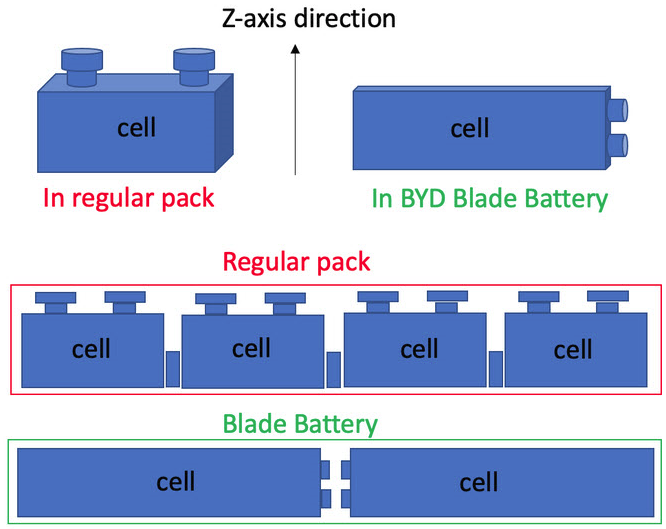 Z-axis direction
cell
cell
In regular pack
In BYD Blade Battery
Regular pack
cell
cell
cell
cell
Blade Battery
cell
cell